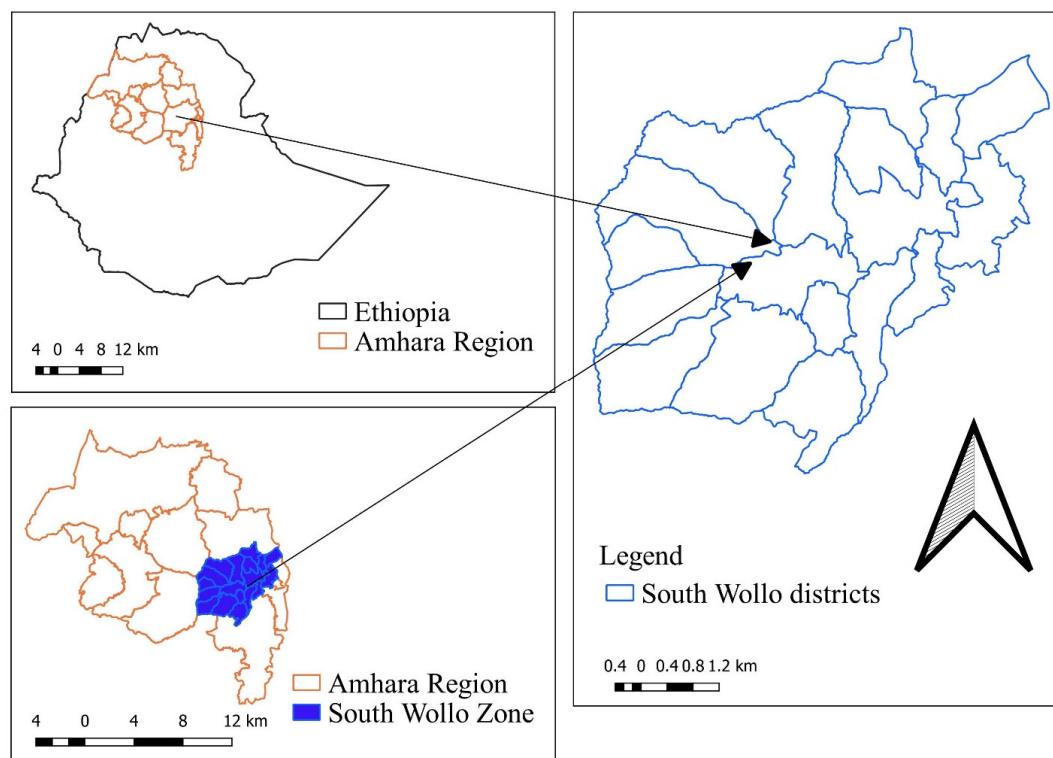 Ethiopia
Amhara Region
4 0 4 8 12 km
Amhara Region
South Wollo Zone
4 0 4 8 12 km
Legend
South Wollo districts
0.4 0 0.4 0.8 1.2 km